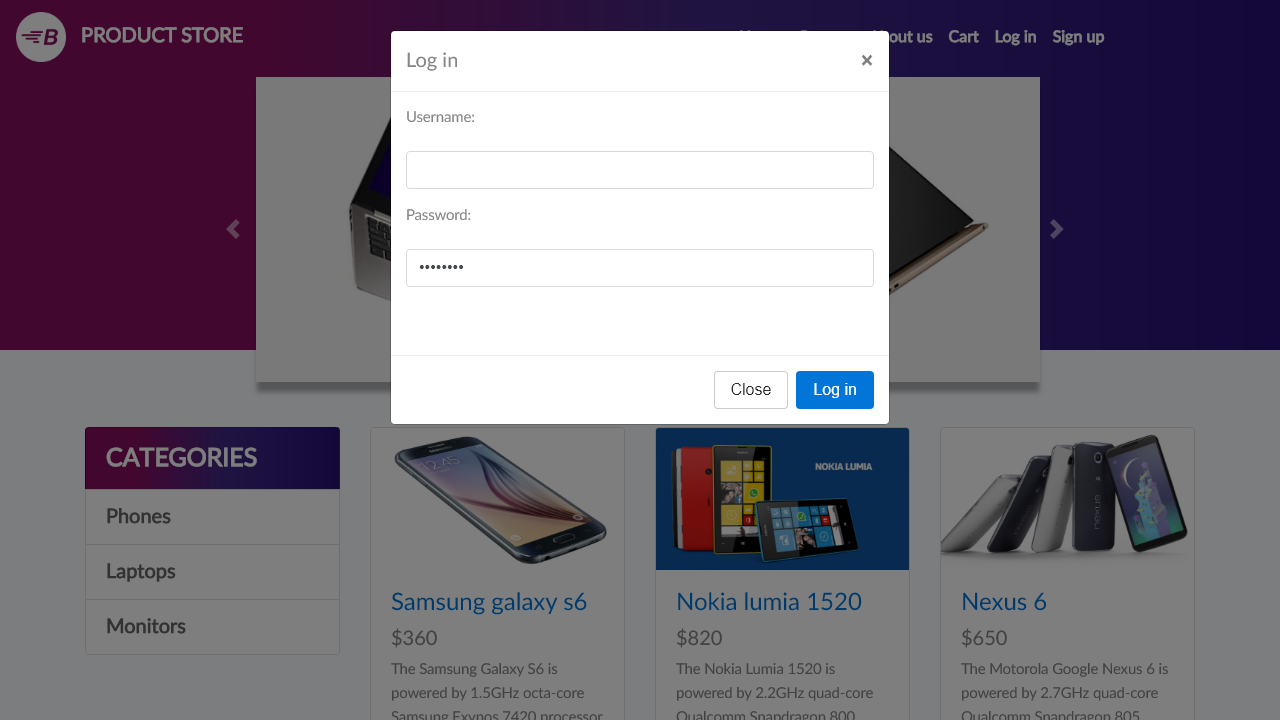 PRODUCT STORE
About us Cart Log in Sign up
Log in ×
Username:
Password:
••••••••
Close Log in
CATEGORIES
Phones
Laptops
Monitors
NOKIA LUMIA
Samsung galaxy s6
$360
The Samsung Galaxy S6 is
powered by 1.5GHz octa-core
Samsung Exynos 7420 processor
Nokia lumia 1520
$820
The Nokia Lumia 1520 is
powered by 2.2GHz quad-core
Qualcomm Snapdragon 800
Nexus 6
$650
The Motorola Google Nexus 6 is
powered by 2.7GHz quad-core
Qualcomm Snapdragon 805